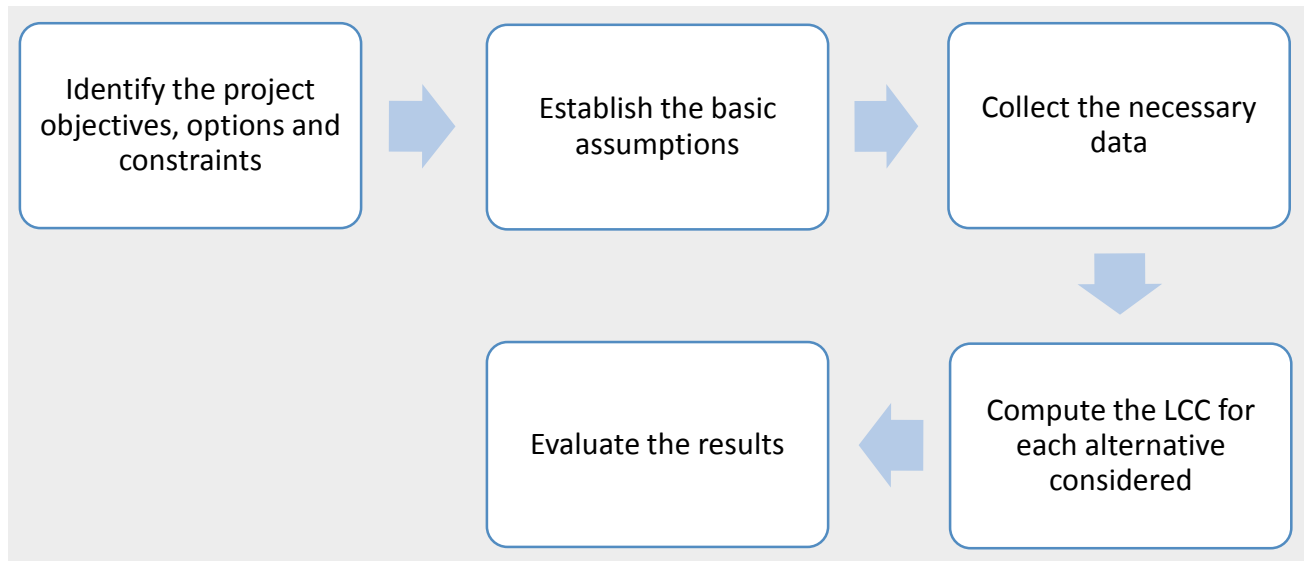 Identify the project
objectives, options and
constraints
Establish the basic
assumptions
Collect the necessary
data
Compute the LCC for
each alternative
considered
Evaluate the results